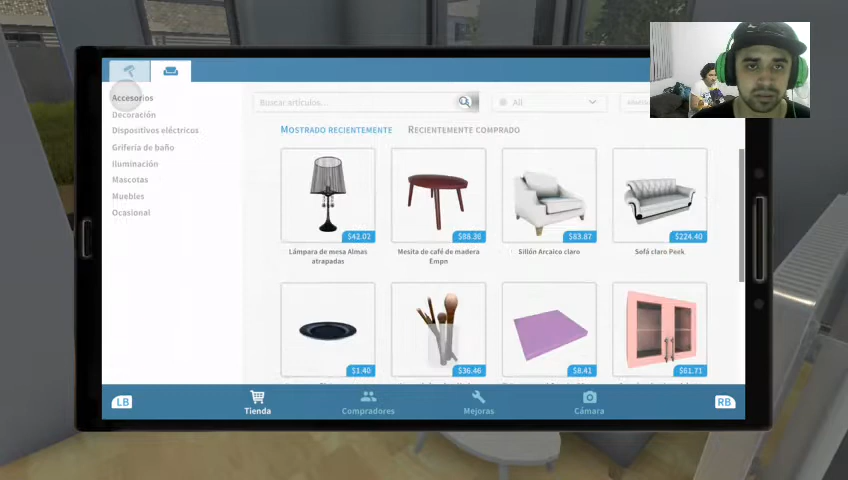 Accesorios
Decoración
Dispositivos eléctricos
Grifería de baño
Iluminación
Mascotas
Muebles
Ocasional
Buscar artículos...
All
MOSTRADO RECIENTEMENTE
RECIENTEMENTE COMPRADO
$42.02
$88.36
$83.87
$224.40
Lámpara de mesa Almas atrapadas
Mesita de café de madera Empn
Sillón Arcaico claro
Sofá claro Peek
$1.40
$36.46
$8.41
$61.71
LB
Tienda
Compradores
Mejoras
Cámara
RB